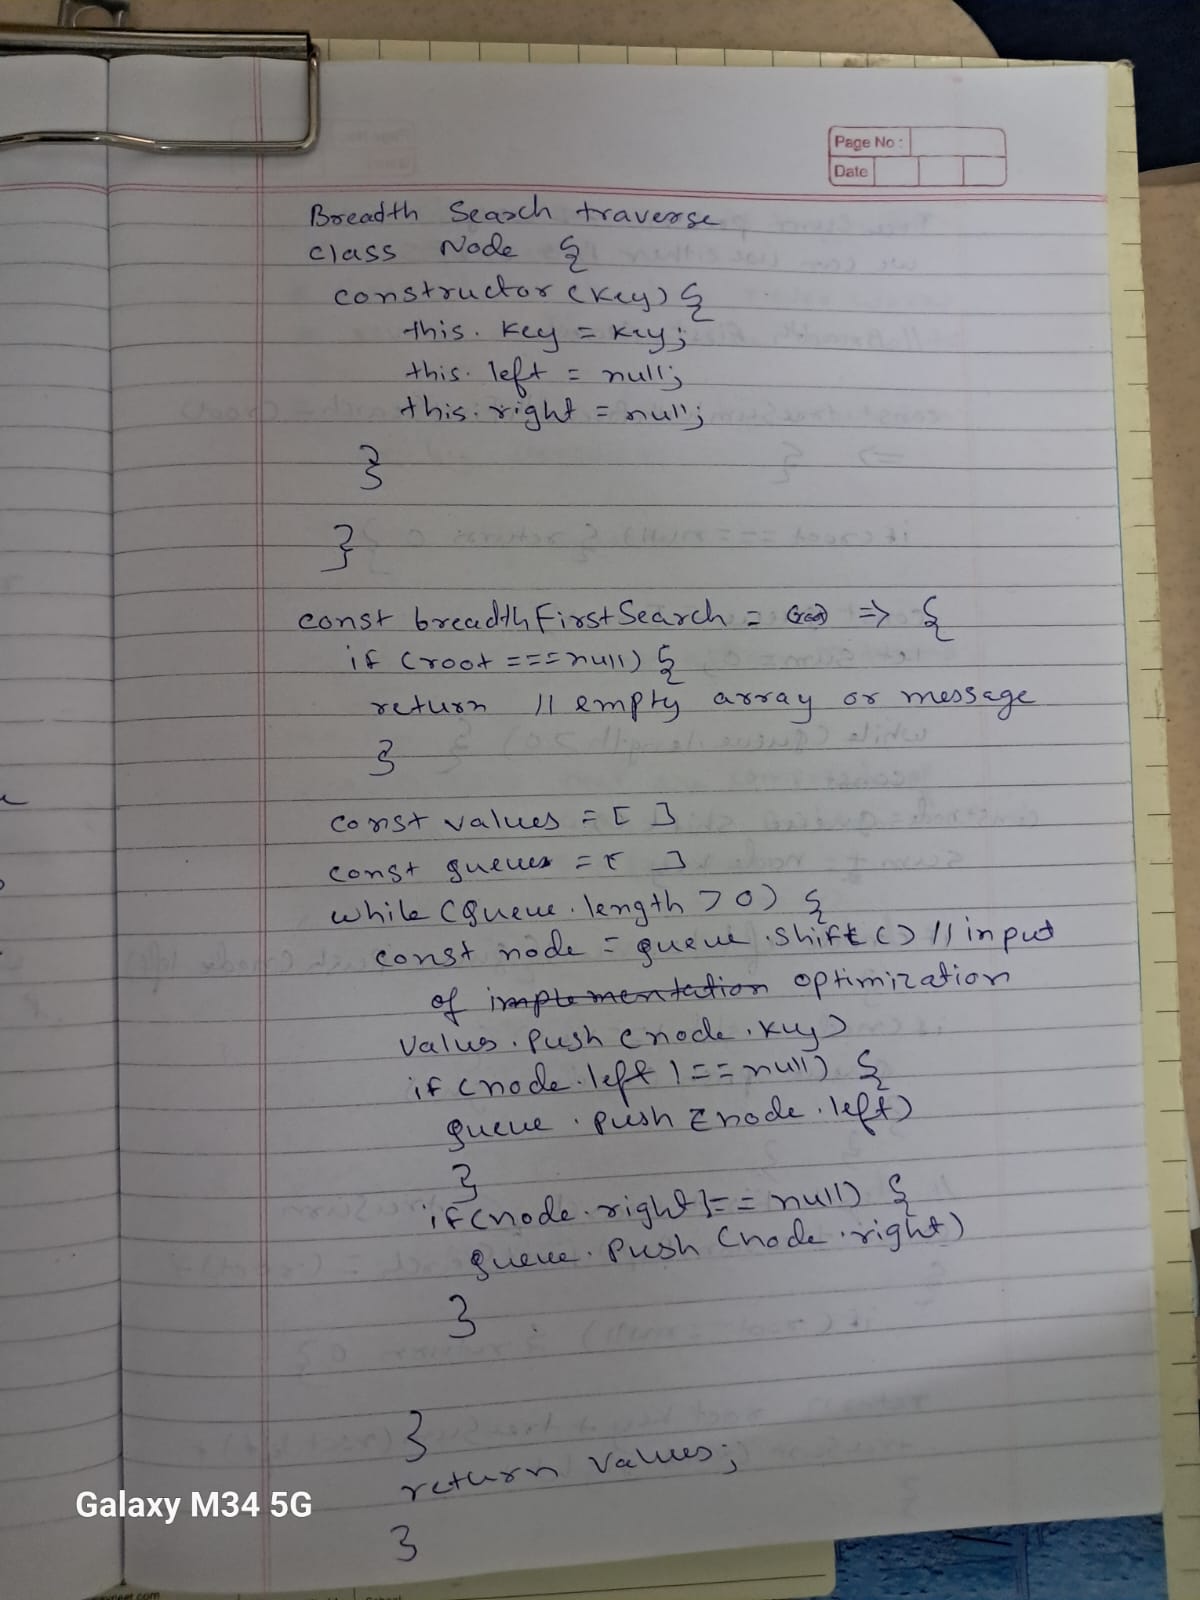 Page No :
Date
Breadth Search traverse
class Node {
constructor (key) {
this. key = key;
this. left = null;
this. right = null;
}
}
const breadthFirstSearch = (root) => {
if (root === null) {
return // empty array or message
}
const values = [ ]
const queues = [ ]
while (queue . length > 0) {
const node = queue . shift () // input
of implementation optimization
values . push (node . key)
if (node . left !== null) {
queue . push (node . left)
}
if (node . right !== null) {
queue . push (node . right)
}
}
return values;
}
Galaxy M34 5G